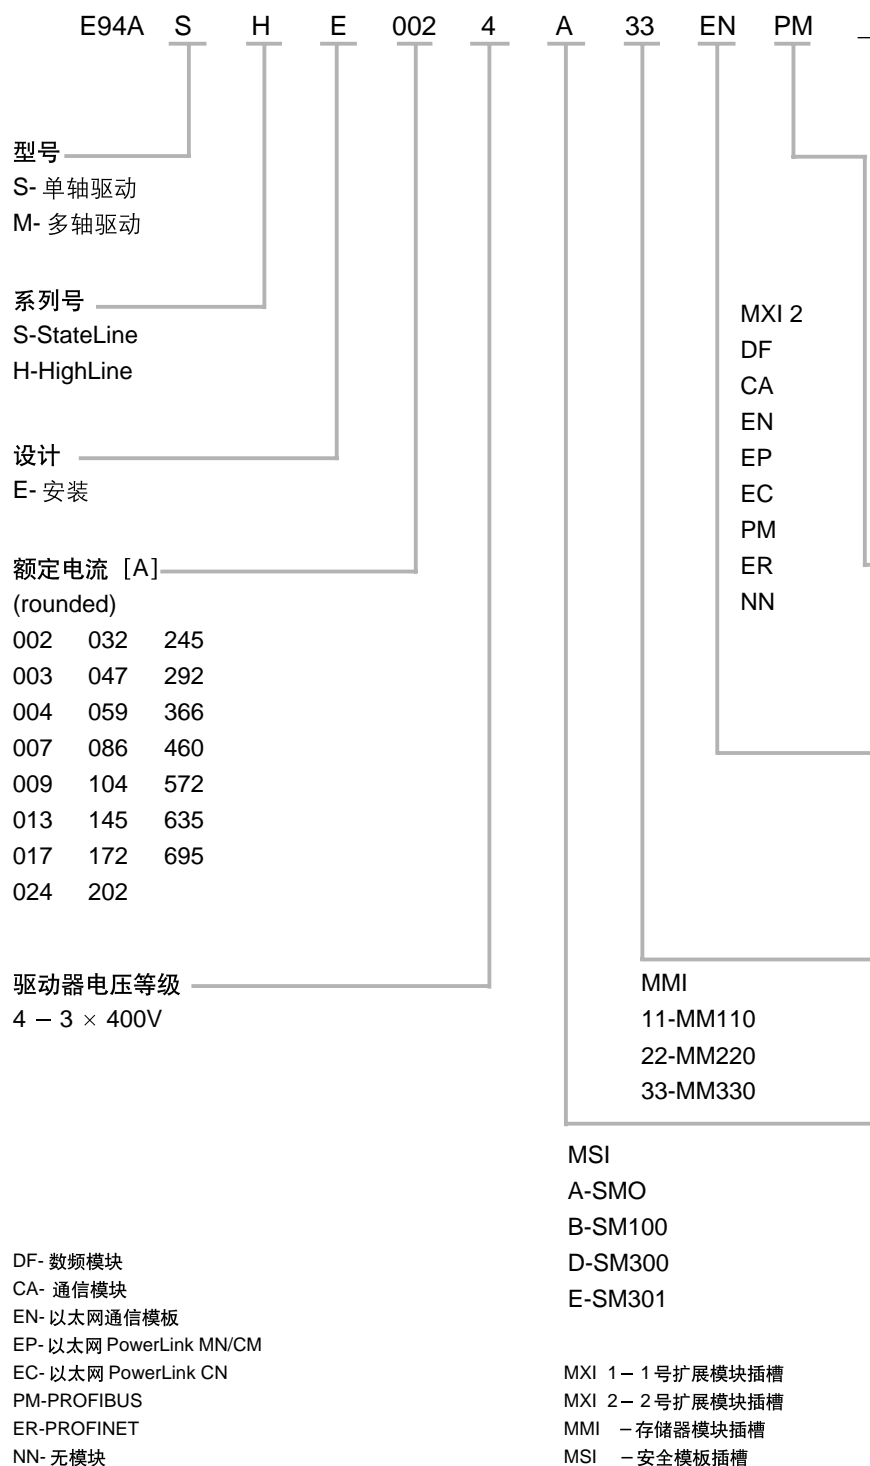 E94A S H E 002 4 A 33 EN PM _
型号
S- 单轴驱动
M- 多轴驱动
系列号
S-StateLine
H-HighLine
设计
E- 安装
额定电流 [A]
(rounded)
002 032 245
003 047 292
004 059 366
007 086 460
009 104 572
013 145 635
017 172 695
024 202
驱动器电压等级
4 – 3 × 400V
MXI 2
DF
CA
EN
EP
EC
PM
ER
NN
MMI
11-MM110
22-MM220
33-MM330
MSI
A-SMO
B-SM100
D-SM300
E-SM301
DF- 数频模块
CA- 通信模块
EN- 以太网通信模板
EP- 以太网 PowerLink MN/CM
EC- 以太网 PowerLink CN
PM-PROFIBUS
ER-PROFINET
NN- 无模块
MXI 1– 1号扩展模块插槽
MXI 2– 2号扩展模块插槽
MMI –存储器模块插槽
MSI –安全模板插槽